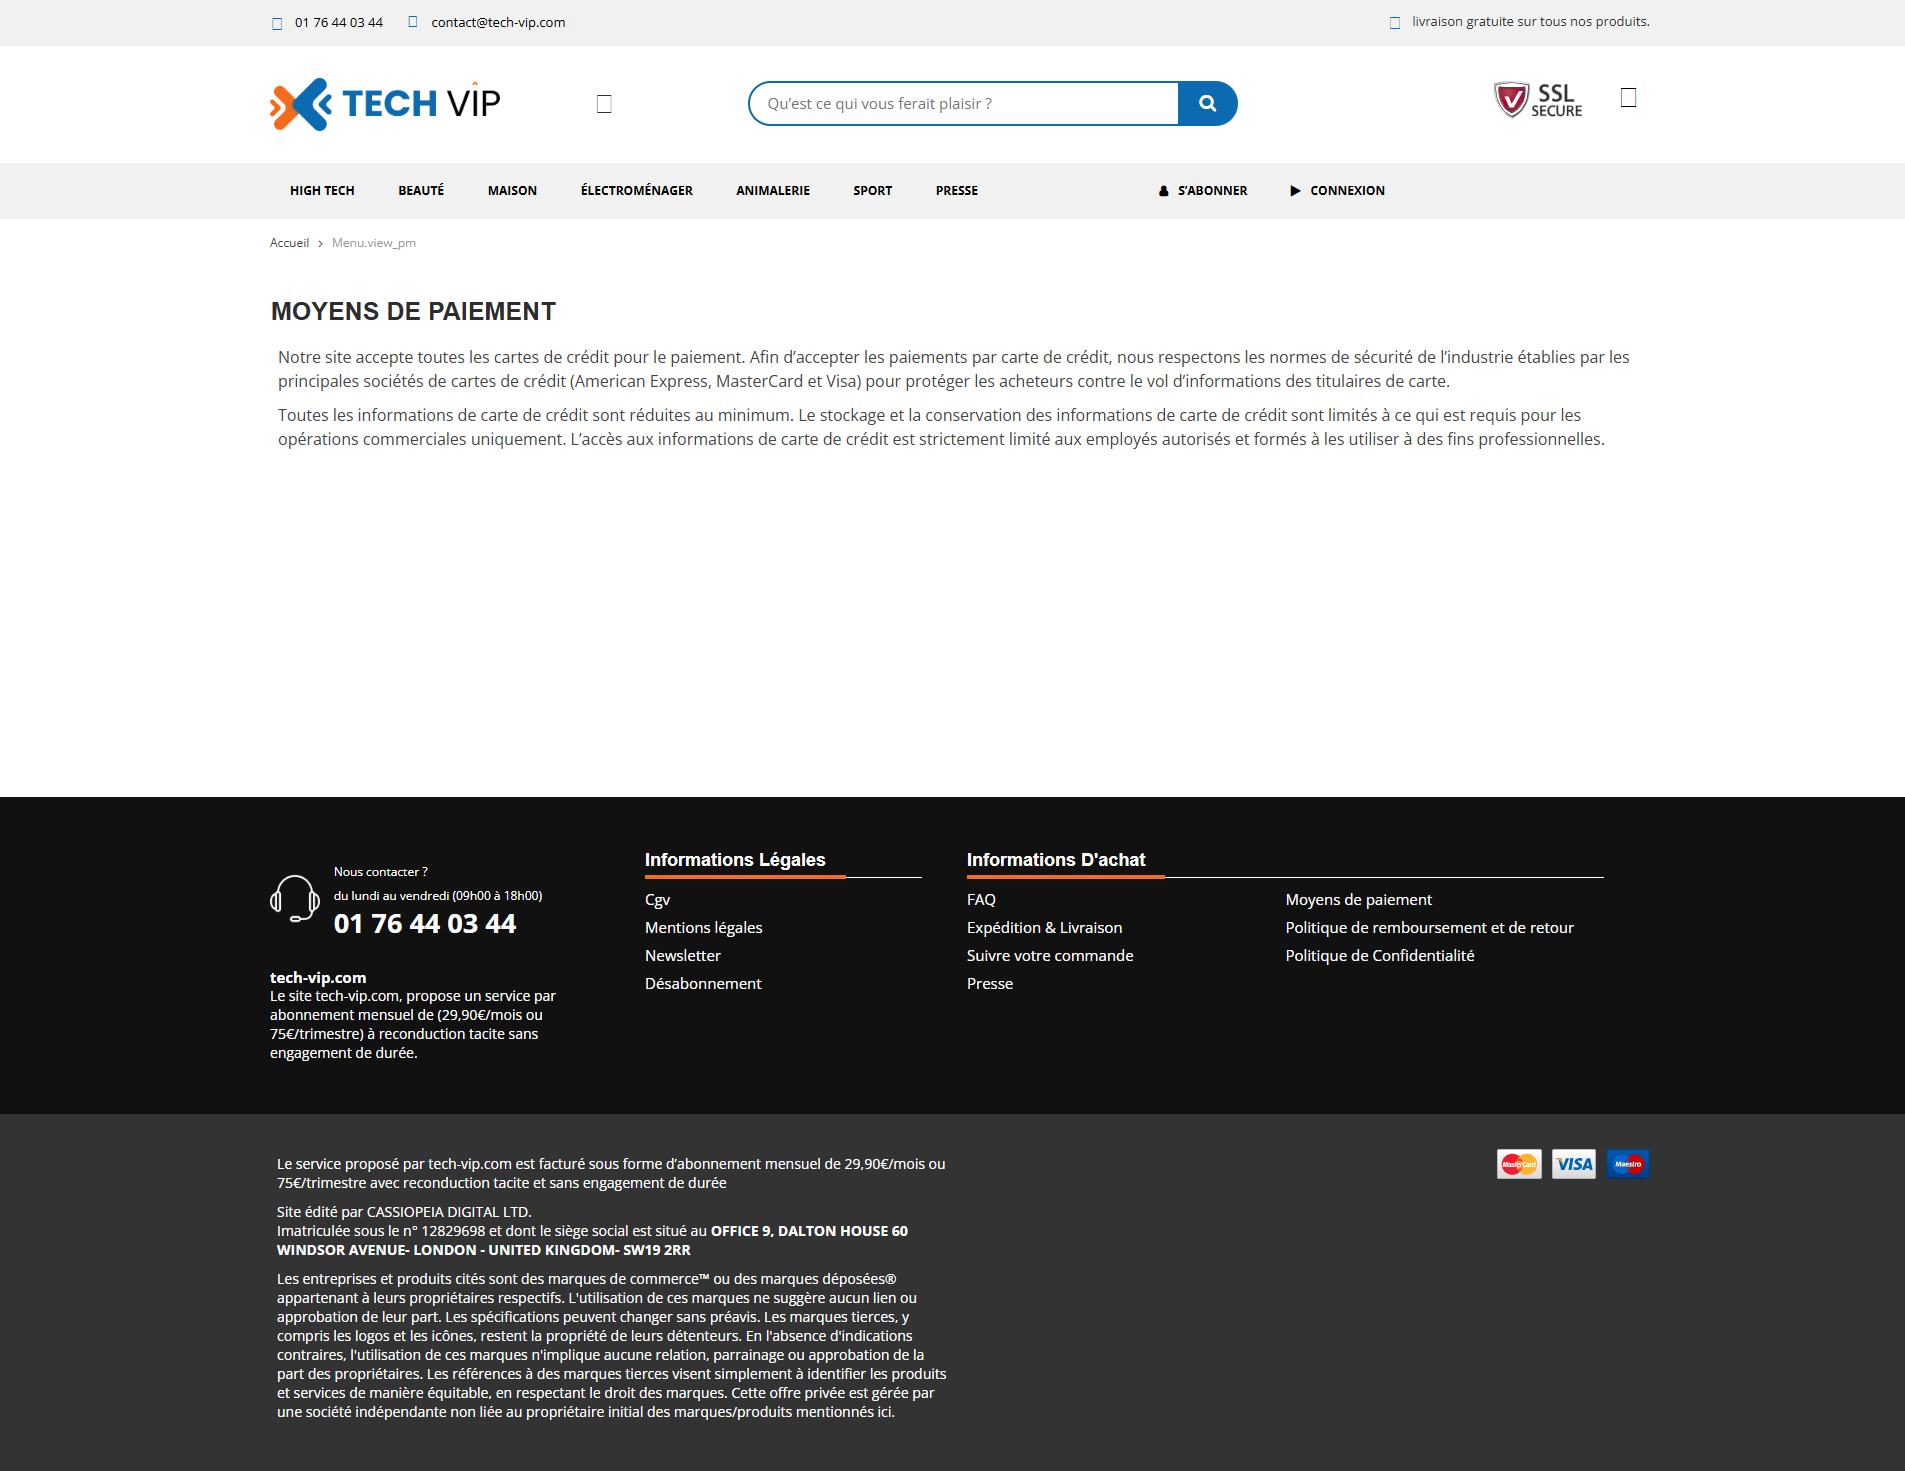 01 76 44 03 44
contact@tech-vip.com
livraison gratuite sur tous nos produits.
TECH VIP
Qu’est ce qui vous ferait plaisir ?
SSL
SECURE
HIGH TECH
BEAUTÉ
MAISON
ÉLECTROMÉNAGER
ANIMALERIE
SPORT
PRESSE
S’ABONNER
CONNEXION
Accueil > Menu.view_pm
MOYENS DE PAIEMENT
Notre site accepte toutes les cartes de crédit pour le paiement. Afin d’accepter les paiements par carte de crédit, nous respectons les normes de sécurité de l’industrie établies par les
principales sociétés de cartes de crédit (American Express, MasterCard et Visa) pour protéger les acheteurs contre le vol d’informations des titulaires de carte.
Toutes les informations de carte de crédit sont réduites au minimum. Le stockage et la conservation des informations de carte de crédit sont limités à ce qui est requis pour les
opérations commerciales uniquement. L’accès aux informations de carte de crédit est strictement limité aux employés autorisés et formés à les utiliser à des fins professionnelles.
Nous contacter ?
du lundi au vendredi (09h00 à 18h00)
01 76 44 03 44
tech-vip.com
Le site tech-vip.com, propose un service par
abonnement mensuel de (29,90€/mois ou
75€/trimestre) à reconduction tacite sans
engagement de durée.
Informations Légales
Cgv
Mentions légales
Newsletter
Désabonnement
Informations D'achat
FAQ
Expédition & Livraison
Suivre votre commande
Presse
Moyens de paiement
Politique de remboursement et de retour
Politique de Confidentialité
Le service proposé par tech-vip.com est facturé sous forme d’abonnement mensuel de 29,90€/mois ou
75€/trimestre avec reconduction tacite et sans engagement de durée
Site édité par CASSIOPEIA DIGITAL LTD.
Imatriculée sous le n° 12829698 et dont le siège social est situé au OFFICE 9, DALTON HOUSE 60
WINDSOR AVENUE- LONDON - UNITED KINGDOM- SW19 2RR
Les entreprises et produits cités sont des marques de commerce™ ou des marques déposées®
appartenant à leurs propriétaires respectifs. L'utilisation de ces marques ne suggère aucun lien ou
approbation de leur part. Les spécifications peuvent changer sans préavis. Les marques tierces, y
compris les logos et les icônes, restent la propriété de leurs détenteurs. En l'absence d'indications
contraires, l'utilisation de ces marques n'implique aucune relation, parrainage ou approbation de la
part des propriétaires. Les références à des marques tierces visent simplement à identifier les produits
et services de manière équitable, en respectant le droit des marques. Cette offre privée est gérée par
une société indépendante non liée au propriétaire initial des marques/produits mentionnés ici.
MasterCard
VISA
Maestro